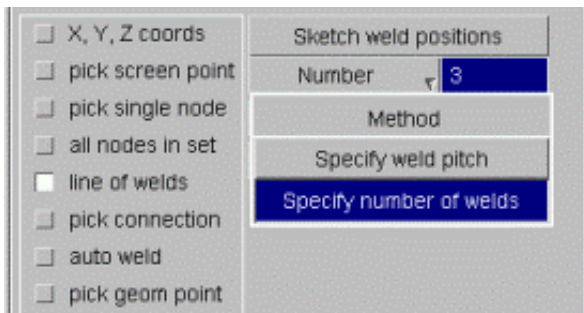 X, Y, Z coords
pick screen point
pick single node
all nodes in set
line of welds
pick connection
auto weld
pick geom point
Sketch weld positions
Number 3
Method
Specify weld pitch
Specify number of welds